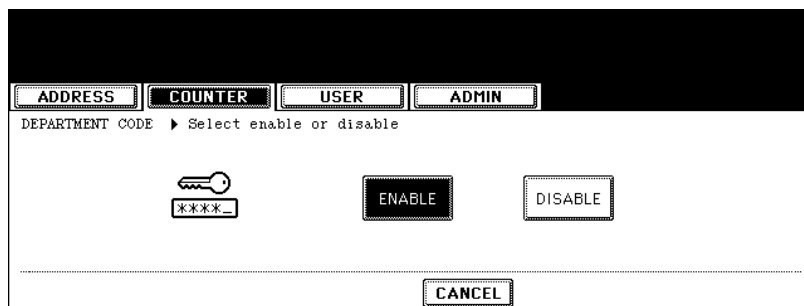 ADDRESS COUNTER USER ADMIN
DEPARTMENT CODE ▶ Select enable or disable
****_ ENABLE DISABLE
CANCEL